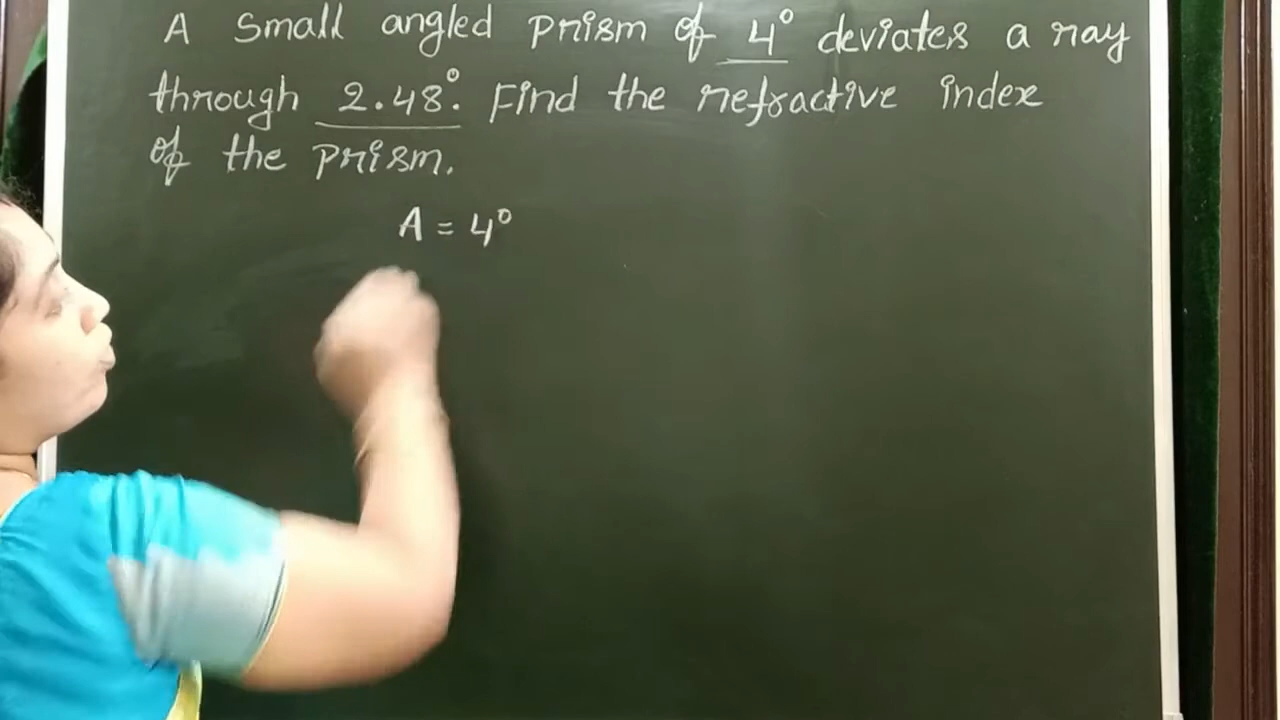 A small angled prism of 4° deviates a ray
through 2.48°. Find the refractive index
of the prism.
A = 4°